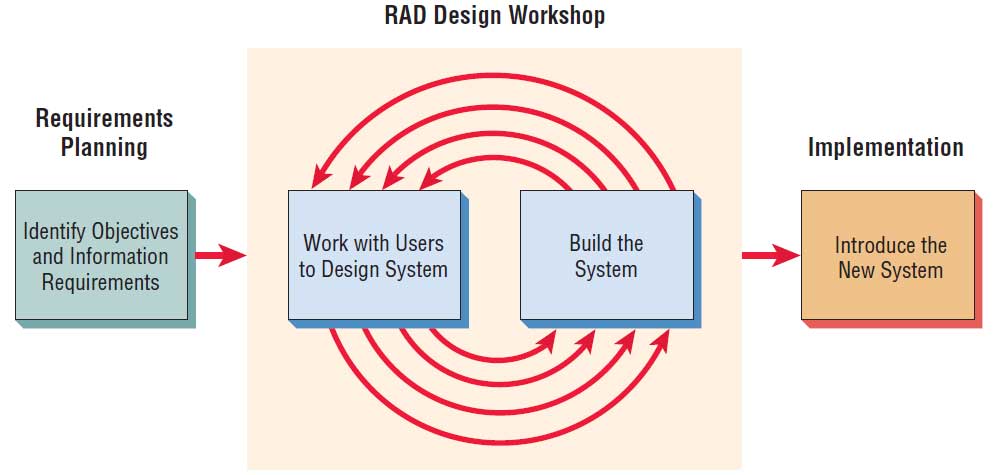 RAD Design Workshop
Requirements
Planning
Identify Objectives
and Information
Requirements
Work with Users
to Design System
Build the
System
Implementation
Introduce the
New System